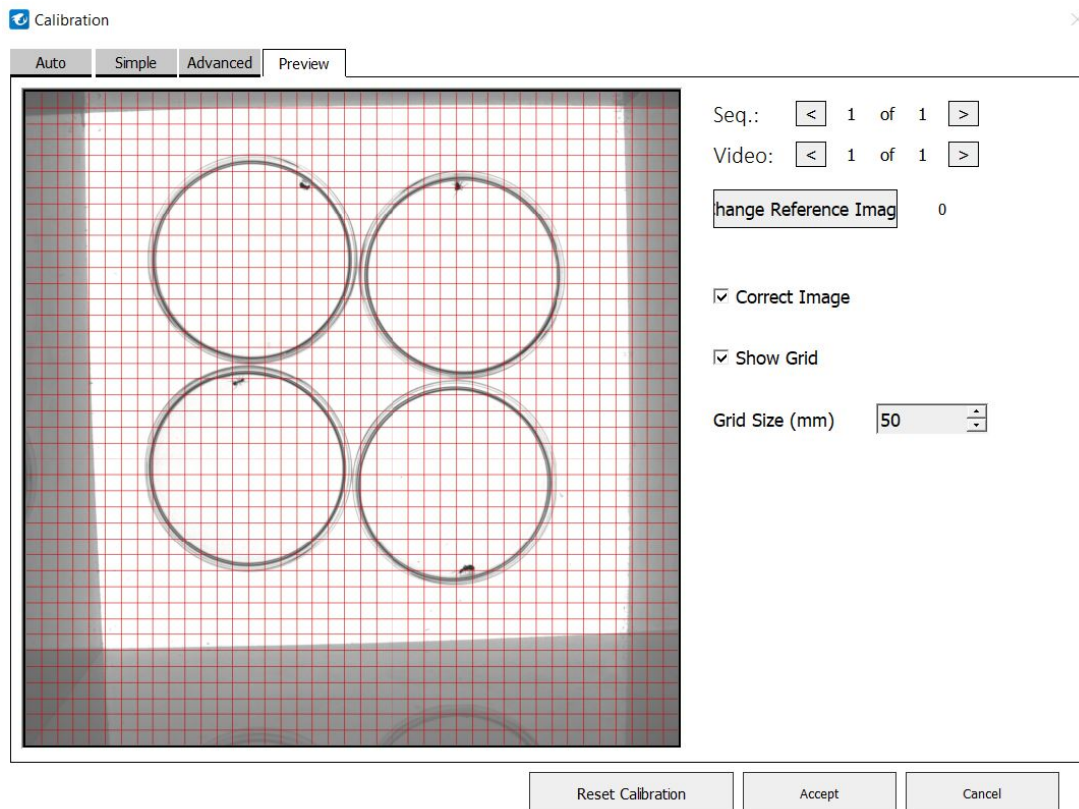 Calibration
Auto Simple Advanced Preview
Seq.: < 1 of 1 >
Video: < 1 of 1 >
hange Reference Imag 0
Correct Image
Show Grid
Grid Size (mm) 50
Reset Calibration Accept Cancel